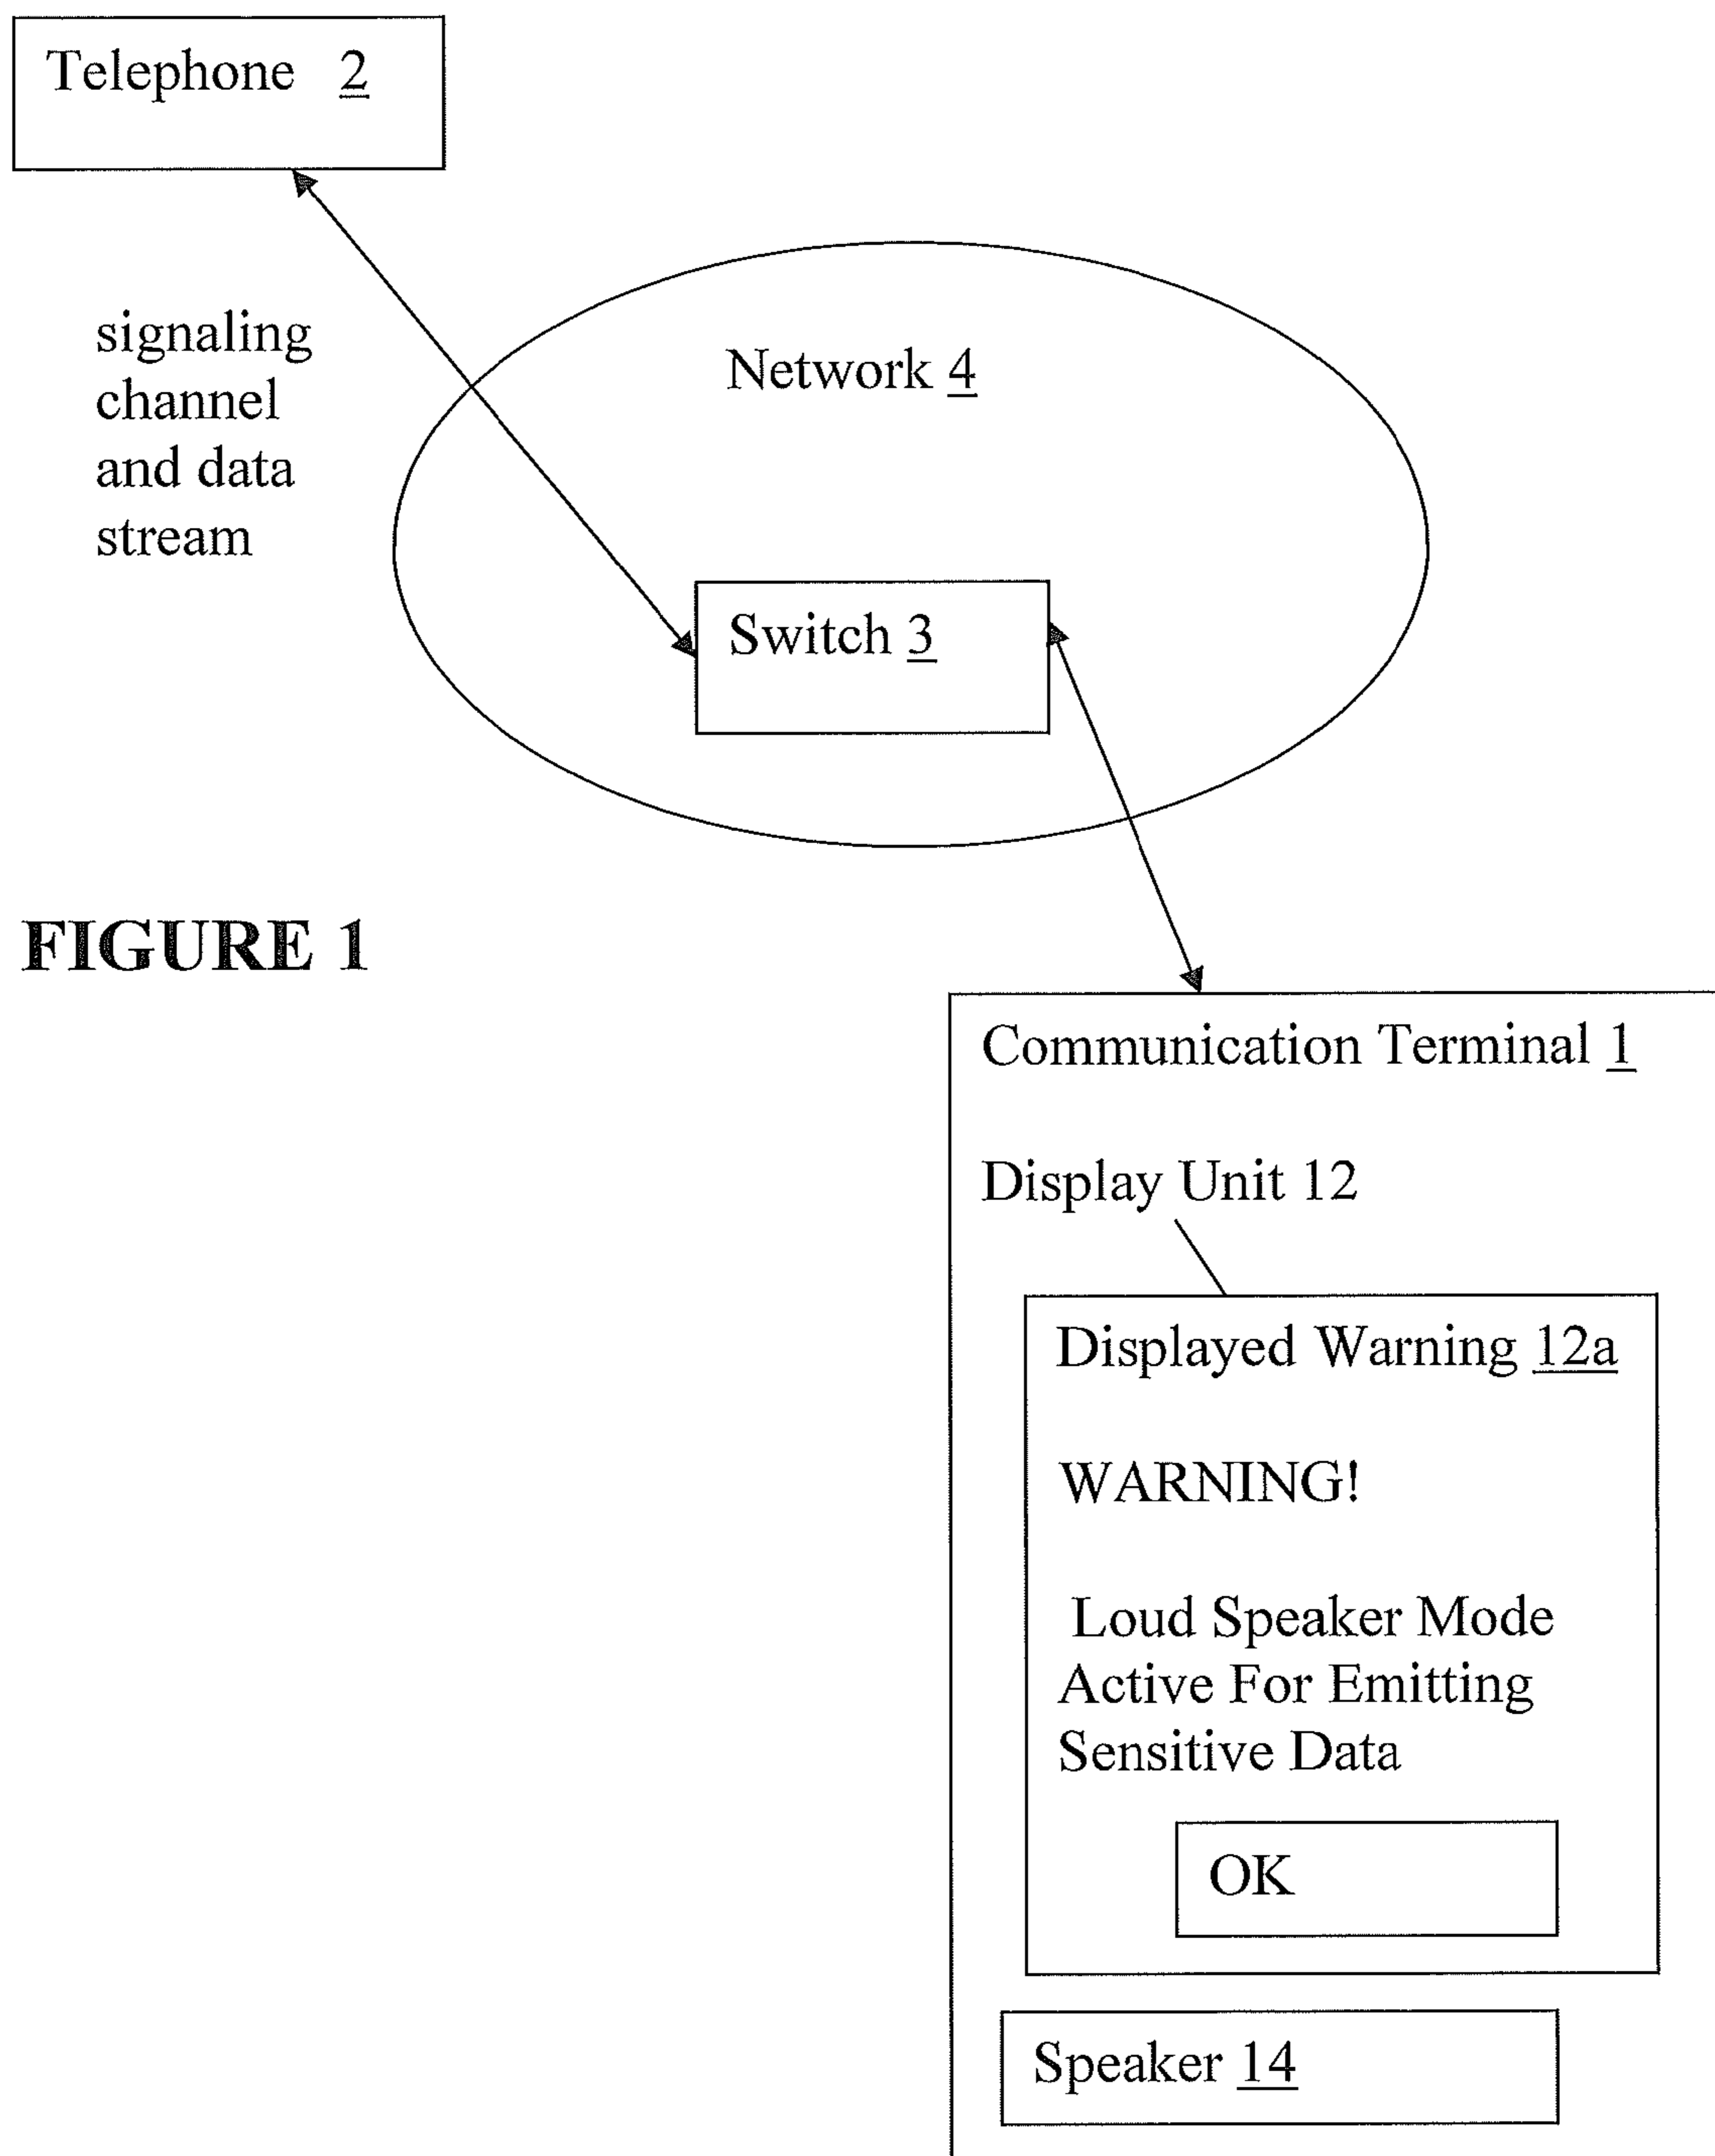 Telephone 2
signaling
channel
and data
stream
Network 4
Switch 3
FIGURE 1
Communication Terminal 1
Display Unit 12
Displayed Warning 12a
WARNING!
Loud Speaker Mode
Active For Emitting
Sensitive Data
OK
Speaker 14